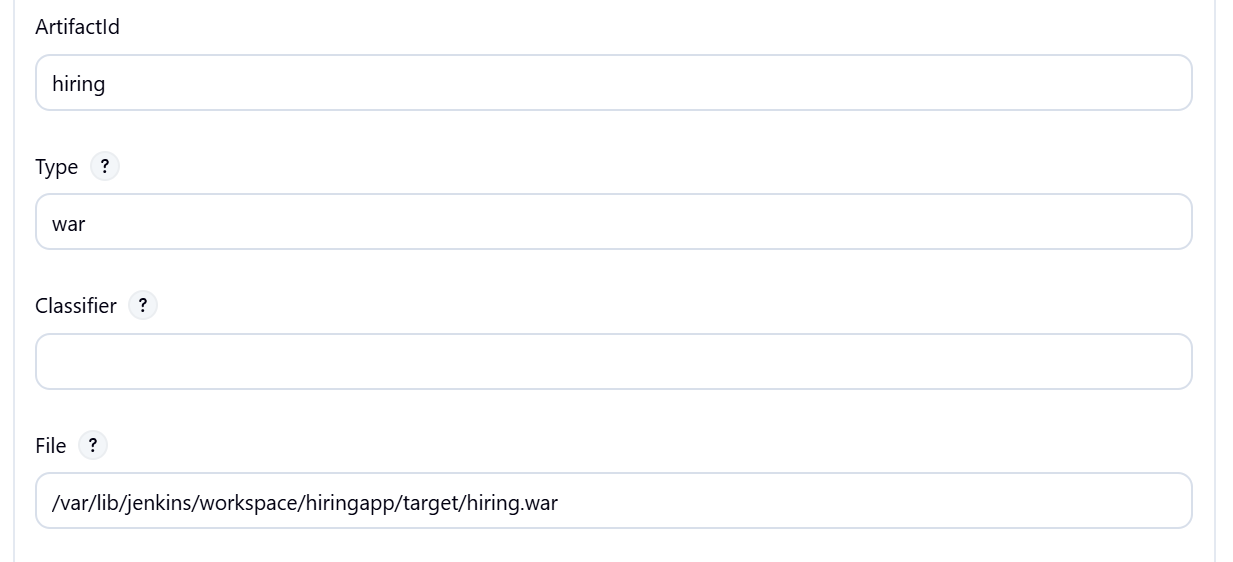 ArtifactId
hiring
Type ?
war
Classifier ?
File ?
/var/lib/jenkins/workspace/hiringapp/target/hiring.war